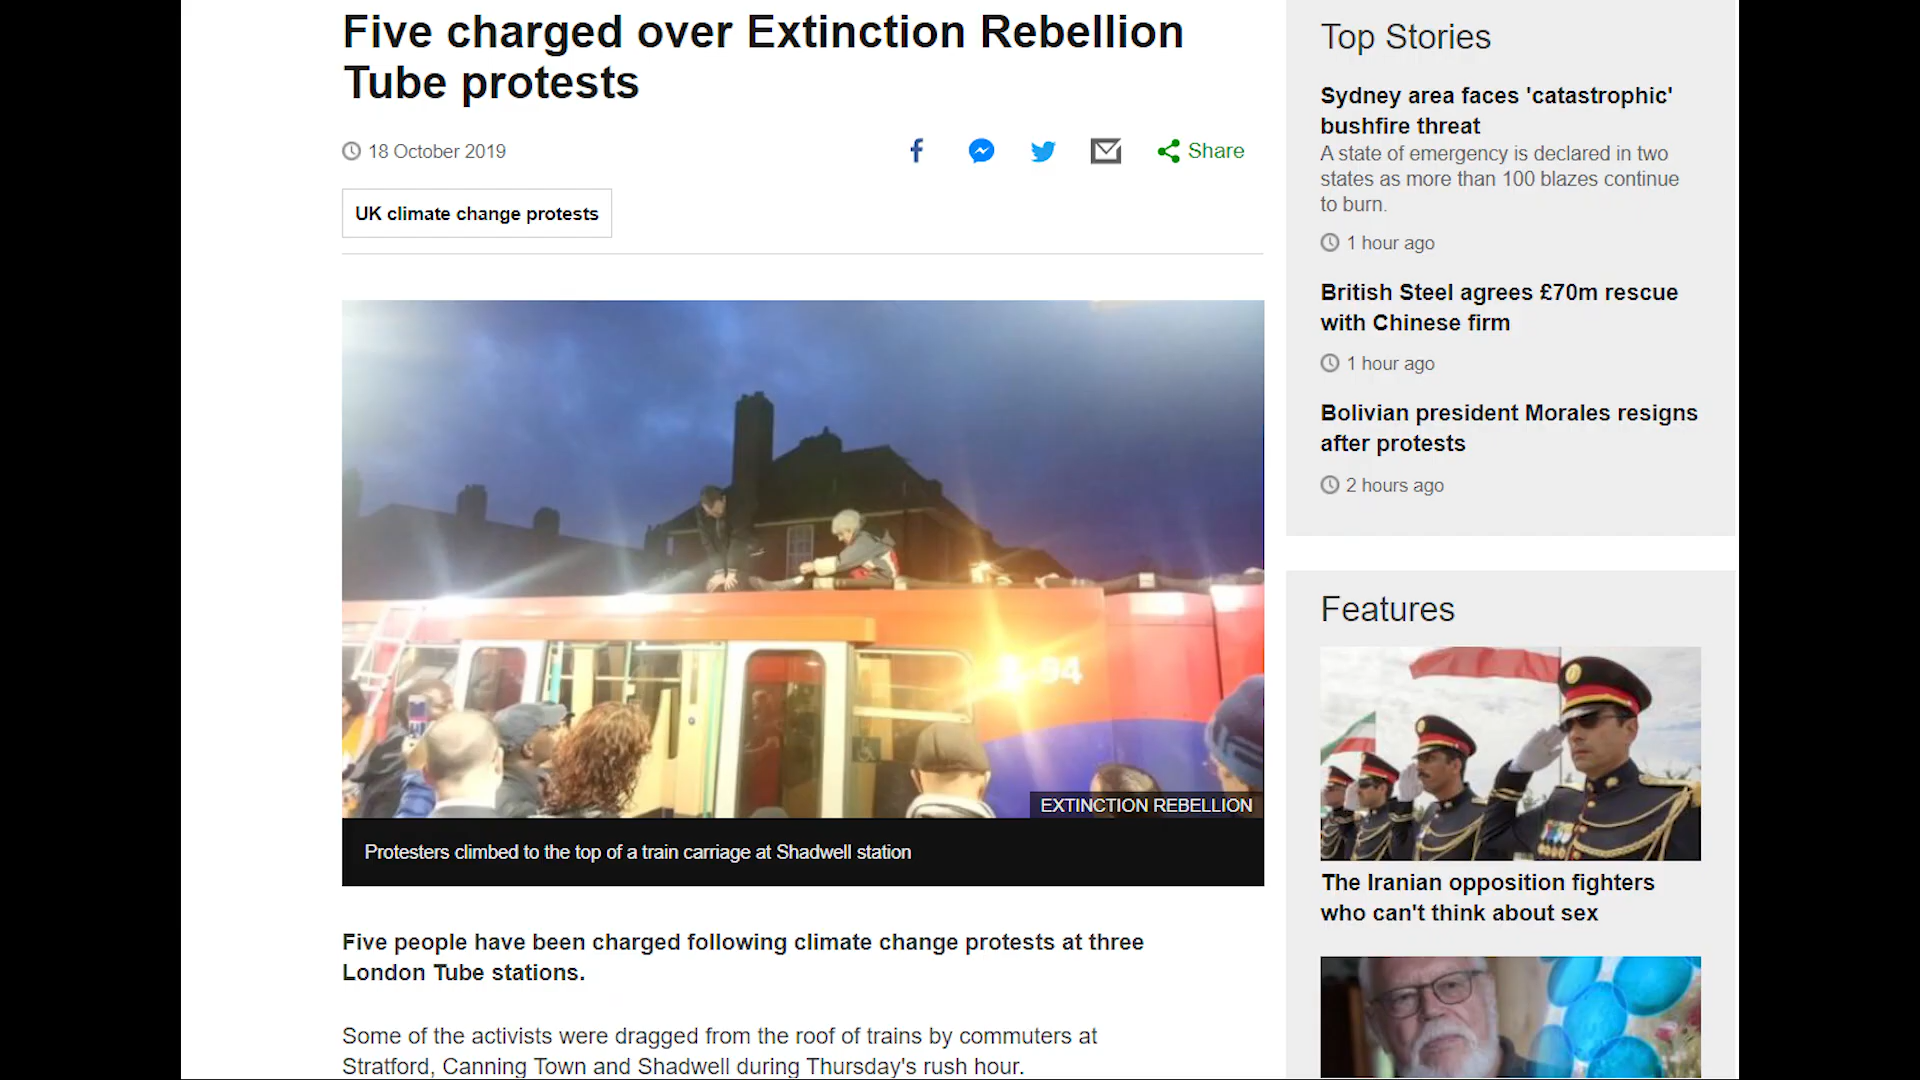 Five charged over Extinction Rebellion
Tube protests
18 October 2019
Share
UK climate change protests
94
EXTINCTION REBELLION
Protesters climbed to the top of a train carriage at Shadwell station
Five people have been charged following climate change protests at three
London Tube stations.
Some of the activists were dragged from the roof of trains by commuters at
Stratford, Canning Town and Shadwell during Thursday's rush hour.
Top Stories
Sydney area faces 'catastrophic'
bushfire threat
A state of emergency is declared in two
states as more than 100 blazes continue
to burn.
1 hour ago
British Steel agrees £70m rescue
with Chinese firm
1 hour ago
Bolivian president Morales resigns
after protests
2 hours ago
Features
The Iranian opposition fighters
who can't think about sex